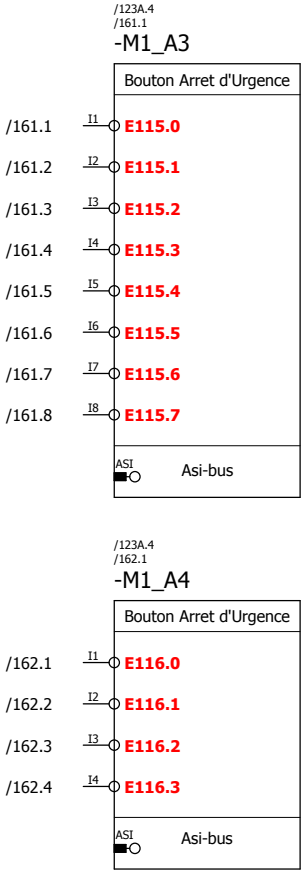 /123A.4
/161.1
-M1_A3
Bouton Arret d'Urgence
/161.1 I1 E115.0
/161.2 I2 E115.1
/161.3 I3 E115.2
/161.4 I4 E115.3
/161.5 I5 E115.4
/161.6 I6 E115.5
/161.7 I7 E115.6
/161.8 I8 E115.7
ASI Asi-bus
/123A.4
/162.1
-M1_A4
Bouton Arret d'Urgence
/162.1 I1 E116.0
/162.2 I2 E116.1
/162.3 I3 E116.2
/162.4 I4 E116.3
ASI Asi-bus